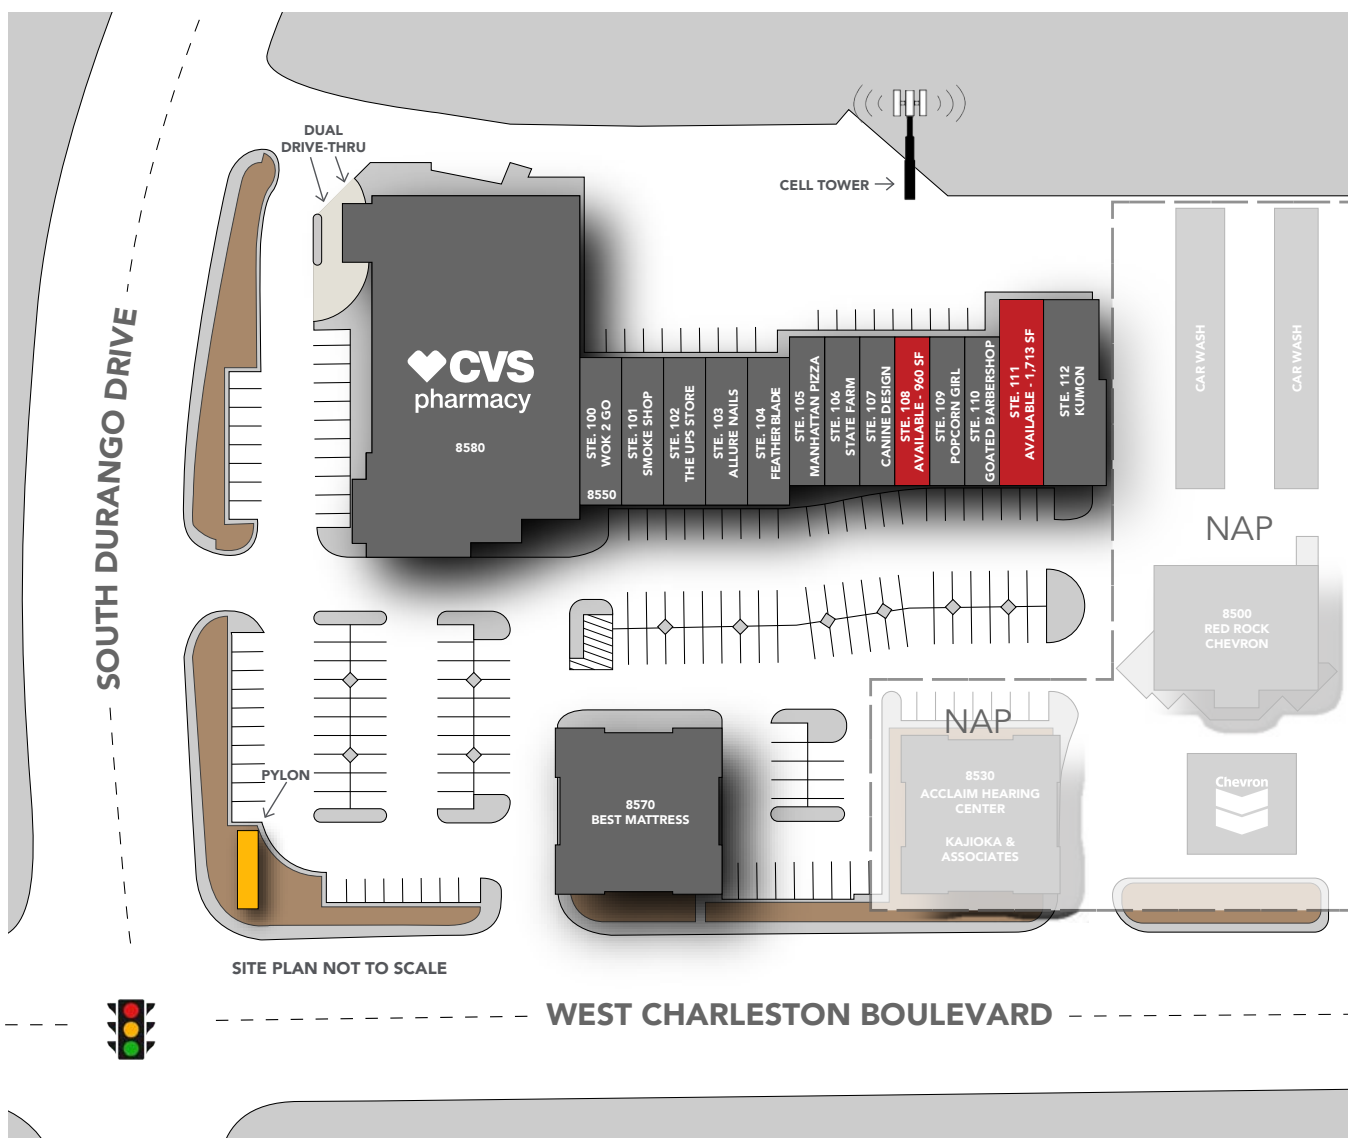 DUAL
DRIVE-THRU
CELL TOWER
SOUTH DURANGO DRIVE
CVS
pharmacy
8580
STE. 100
WOK 2 GO
8550
STE. 101
SMOKE SHOP
STE. 102
THE UPS STORE
STE. 103
ALLURE NAILS
STE. 104
FEATHER BLADE
STE. 105
MANHATTAN PIZZA
STE. 106
STATE FARM
STE. 107
CANINE DESIGN
STE. 108
AVAILABLE - 960 SF
STE. 109
POPCORN GIRL
STE. 110
GOATED BARBERSHOP
STE. 111
AVAILABLE - 1,713 SF
STE. 112
KUMON
CAR WASH
CAR WASH
NAP
8500
RED ROCK
CHEVRON
NAP
8530
ACCLAIM HEARING
CENTER
KAJIOKA &
ASSOCIATES
Chevron
PYLON
8570
BEST MATTRESS
SITE PLAN NOT TO SCALE
WEST CHARLESTON BOULEVARD